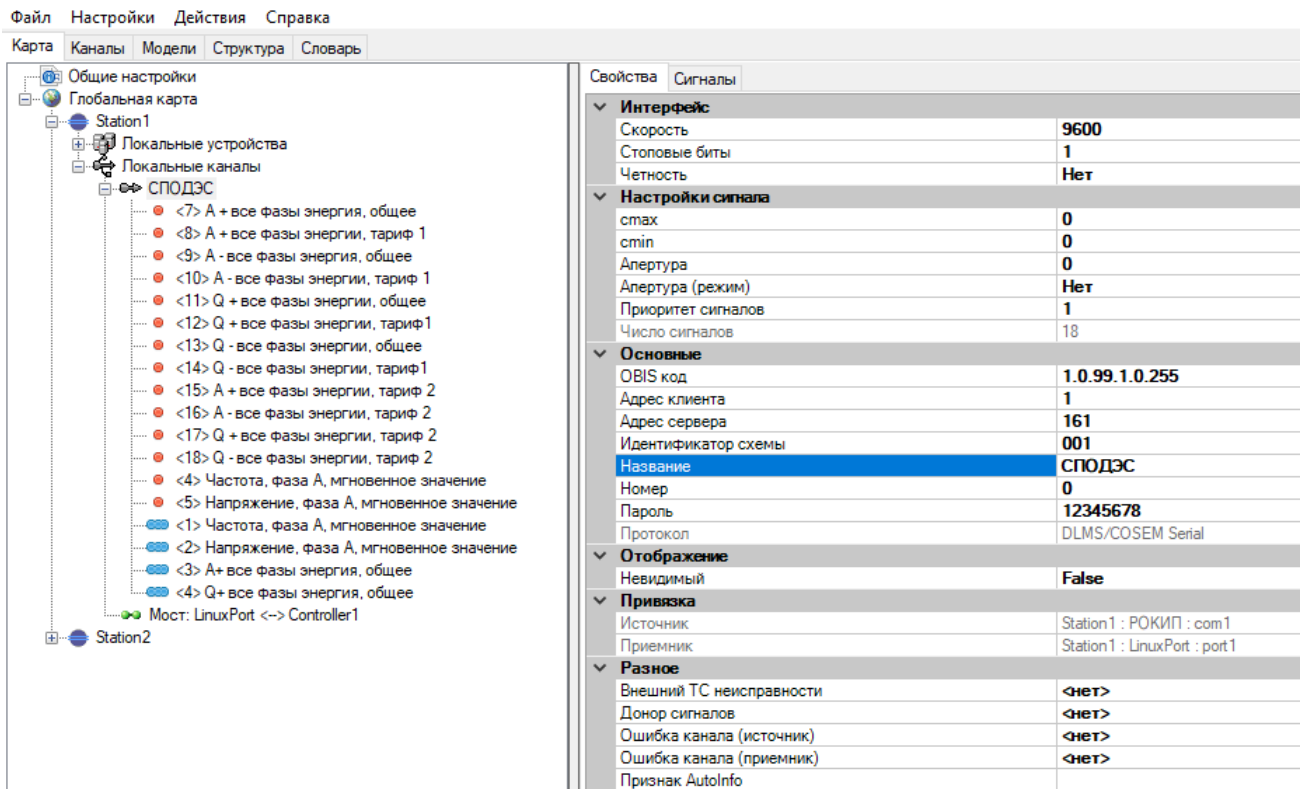 Файл Настройки Действия Справка
Карта Каналы Модели Структура Словарь
Общие настройки
Глобальная карта
Station1
Локальные устройства
Локальные каналы
СПОДЭС
<7> A + все фазы энергия, общее
<8> A + все фазы энергии, тариф 1
<9> A - все фазы энергия, общее
<10> A - все фазы энергии, тариф 1
<11> Q + все фазы энергии, общее
<12> Q + все фазы энергии, тариф1
<13> Q - все фазы энергии, общее
<14> Q - все фазы энергии, тариф1
<15> A + все фазы энергии, тариф 2
<16> A - все фазы энергии, тариф 2
<17> Q + все фазы энергии, тариф 2
<18> Q - все фазы энергии, тариф 2
<4> Частота, фаза А, мгновенное значение
<5> Напряжение, фаза А, мгновенное значение
<1> Частота, фаза А, мгновенное значение
<2> Напряжение, фаза А, мгновенное значение
<3> A+ все фазы энергия, общее
<4> Q+ все фазы энергия, общее
Мост: LinuxPort <--> Controller1
Station2
Свойства Сигналы
Интерфейс
Скорость 9600
Стоповые биты 1
Четность Нет
Настройки сигнала
cmax 0
cmin 0
Апертура 0
Апертура (режим) Нет
Приоритет сигналов 1
Число сигналов 18
Основные
OBIS код 1.0.99.1.0.255
Адрес клиента 1
Адрес сервера 161
Идентификатор схемы 001
Название СПОДЭС
Номер 0
Пароль 12345678
Протокол DLMS/COSEM Serial
Отображение
Невидимый False
Привязка
Источник Station1 : РОКИП : com1
Приемник Station1 : LinuxPort : port1
Разное
Внешний ТС неисправности <нет>
Донор сигналов <нет>
Ошибка канала (источник) <нет>
Ошибка канала (приемник) <нет>
Признак AutoInfo